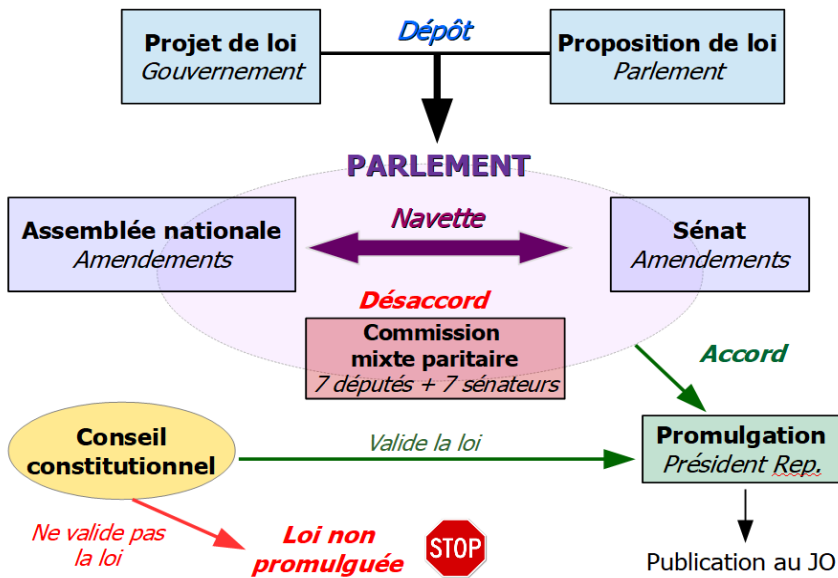 Projet de loi
Gouvernement
Dépôt
Proposition de loi
Parlement
PARLEMENT
Assemblée nationale
Amendements
Navette
Sénat
Amendements
Désaccord
Commission
mixte paritaire
7 députés + 7 sénateurs
Accord
Conseil
constitutionnel
Valide la loi
Promulgation
Président Rep.
Ne valide pas
la loi
Loi non
promulguée
STOP
Publication au JO